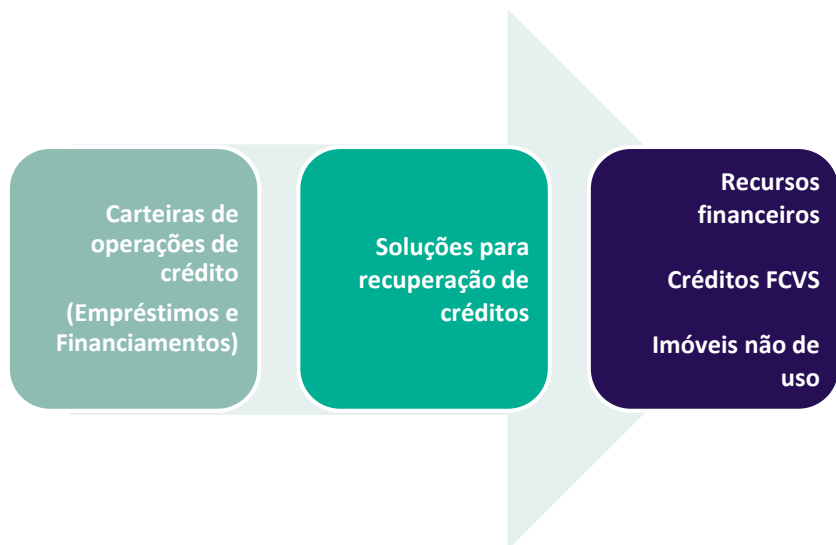 Carteiras de
operações de
crédito
(Empréstimos e
Financiamentos)
Soluções para
recuperação de
créditos
Recursos
financeiros
Créditos FCVS
Imóveis não de
uso